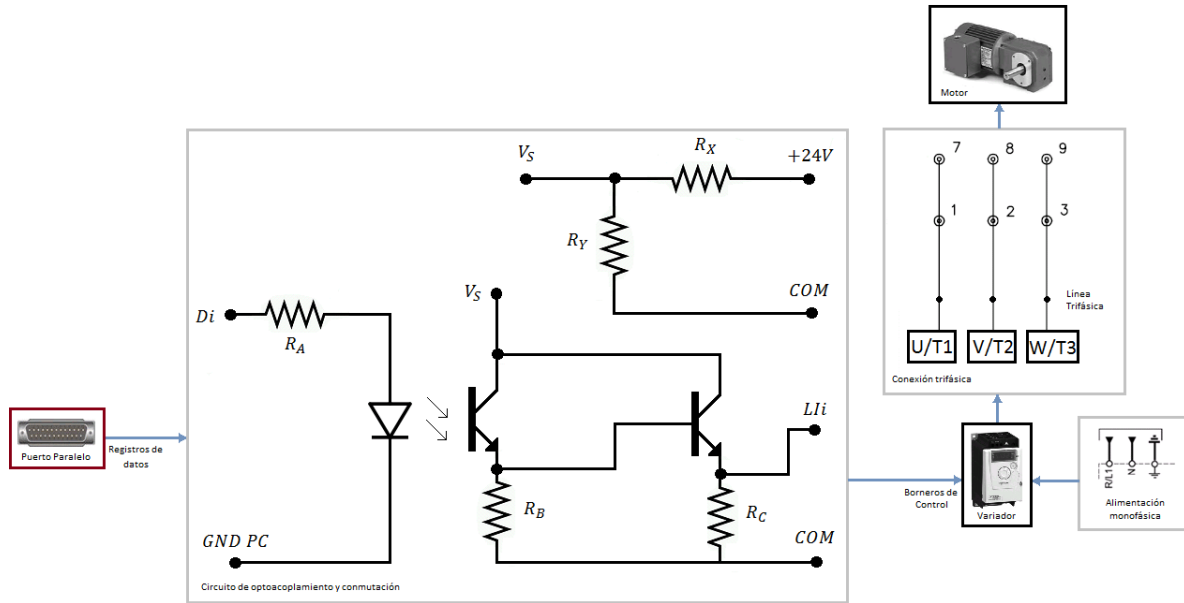 Motor
7 8 9
1 2 3
Línea
Trifásica
U/T1 V/T2 W/T3
Conexión trifásica
V_S
R_X
+24V
R_Y
COM
V_S
Di
R_A
LIi
R_B
R_C
GND PC
COM
Circuito de optoacoplamiento y conmutación
Puerto Paralelo
Registros de
datos
Borneros de
Control
Variador
R/L1
N
Alimentación
monofásica